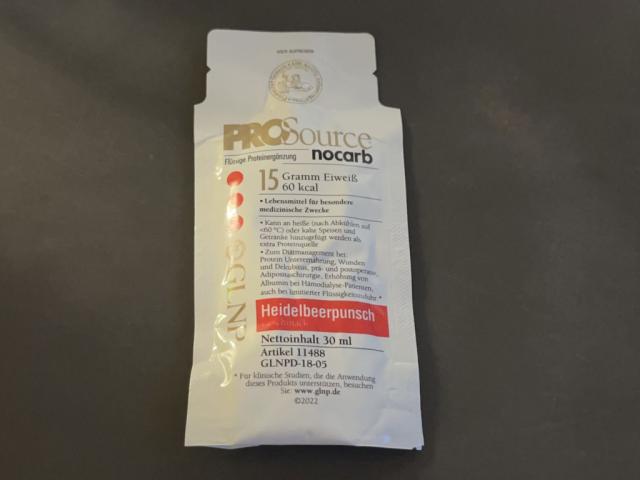 HIER AUFREISSEN
PROSource
nocarb
Flüssige Proteinergänzung
15 Gramm Eiweiß
60 kcal
• Lebensmittel für besondere
medizinische Zwecke
• Kann an heiße (nach Abkühlen auf
<60 °C) oder kalte Speisen und
Getränke hinzugefügt werden als
extra Proteinquelle
• Zum Diätmanagement bei:
Protein Unterernährung, Wunden
und Dekubitus, prä- und postoperativ,
Adipositaschirurgie, Erhöhung von
Albumin bei Hämodialyse-Patienten,
auch bei limitierter Flüssigkeitszufuhr *
GLNP
Heidelbeerpunsch
Nettoinhalt 30 ml
Artikel 11488
GLNPD-18-05
* Für klinische Studien, die die Anwendung
dieses Produkts unterstützen, besuchen
Sie: www.glnp.de
©2022